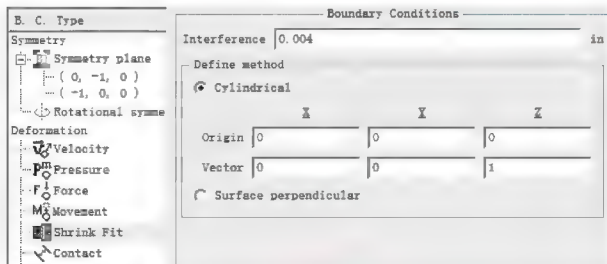 B. C. Type
Symmetry
Symmetry plane
( 0, -1, 0 )
( -1, 0, 0 )
Rotational symme
Deformation
Velocity
Pressure
Force
Movement
Shrink Fit
Contact
Boundary Conditions
Interference 0.004 in
Define method
Cylindrical
X Y Z
Origin 0 0 0
Vector 0 0 1
Surface perpendicular